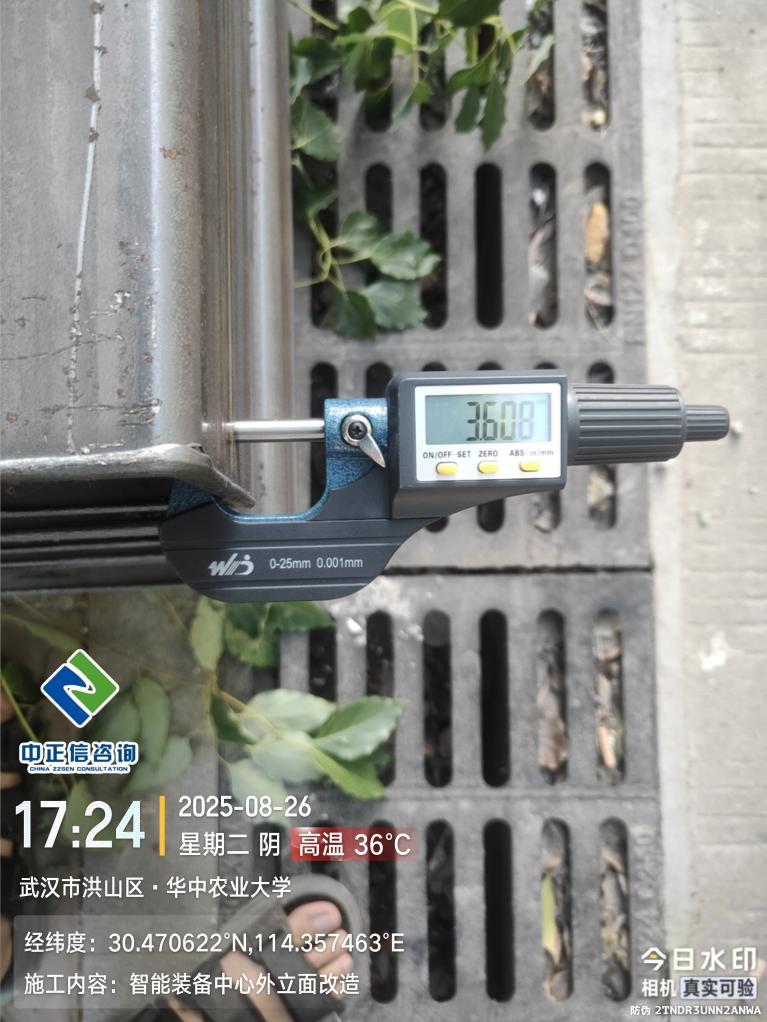 3.608
ON/OFF SET ZERO ABS in/mm
0-25mm 0.001mm
中正信咨询
CHINA ZZSEN CONSULTATION
17:24
2025-08-26
星期二 阴 高温 36°C
武汉市洪山区·华中农业大学
经纬度：30.470622°N,114.357463°E
施工内容：智能装备中心外立面改造
今日水印
相机 真实可验
防伪 2TNDR3UNN2ANWA